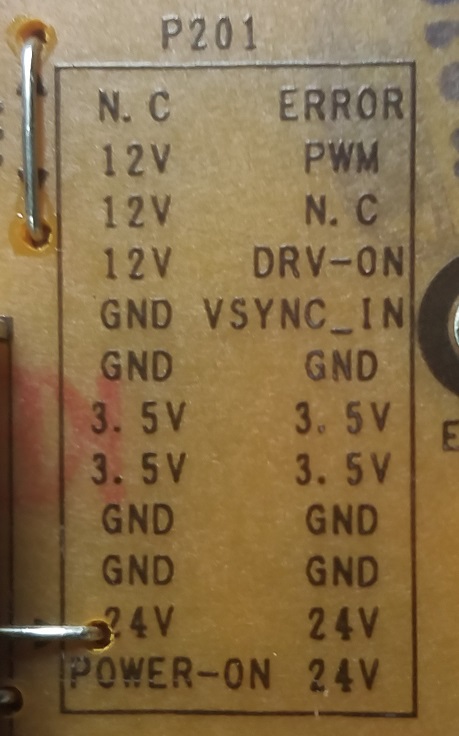 P201
N.C ERROR
12V PWM
12V N.C
12V DRV-ON
GND VSYNC_IN
GND GND
3.5V 3.5V
3.5V 3.5V
GND GND
GND GND
24V 24V
POWER-ON 24V
E